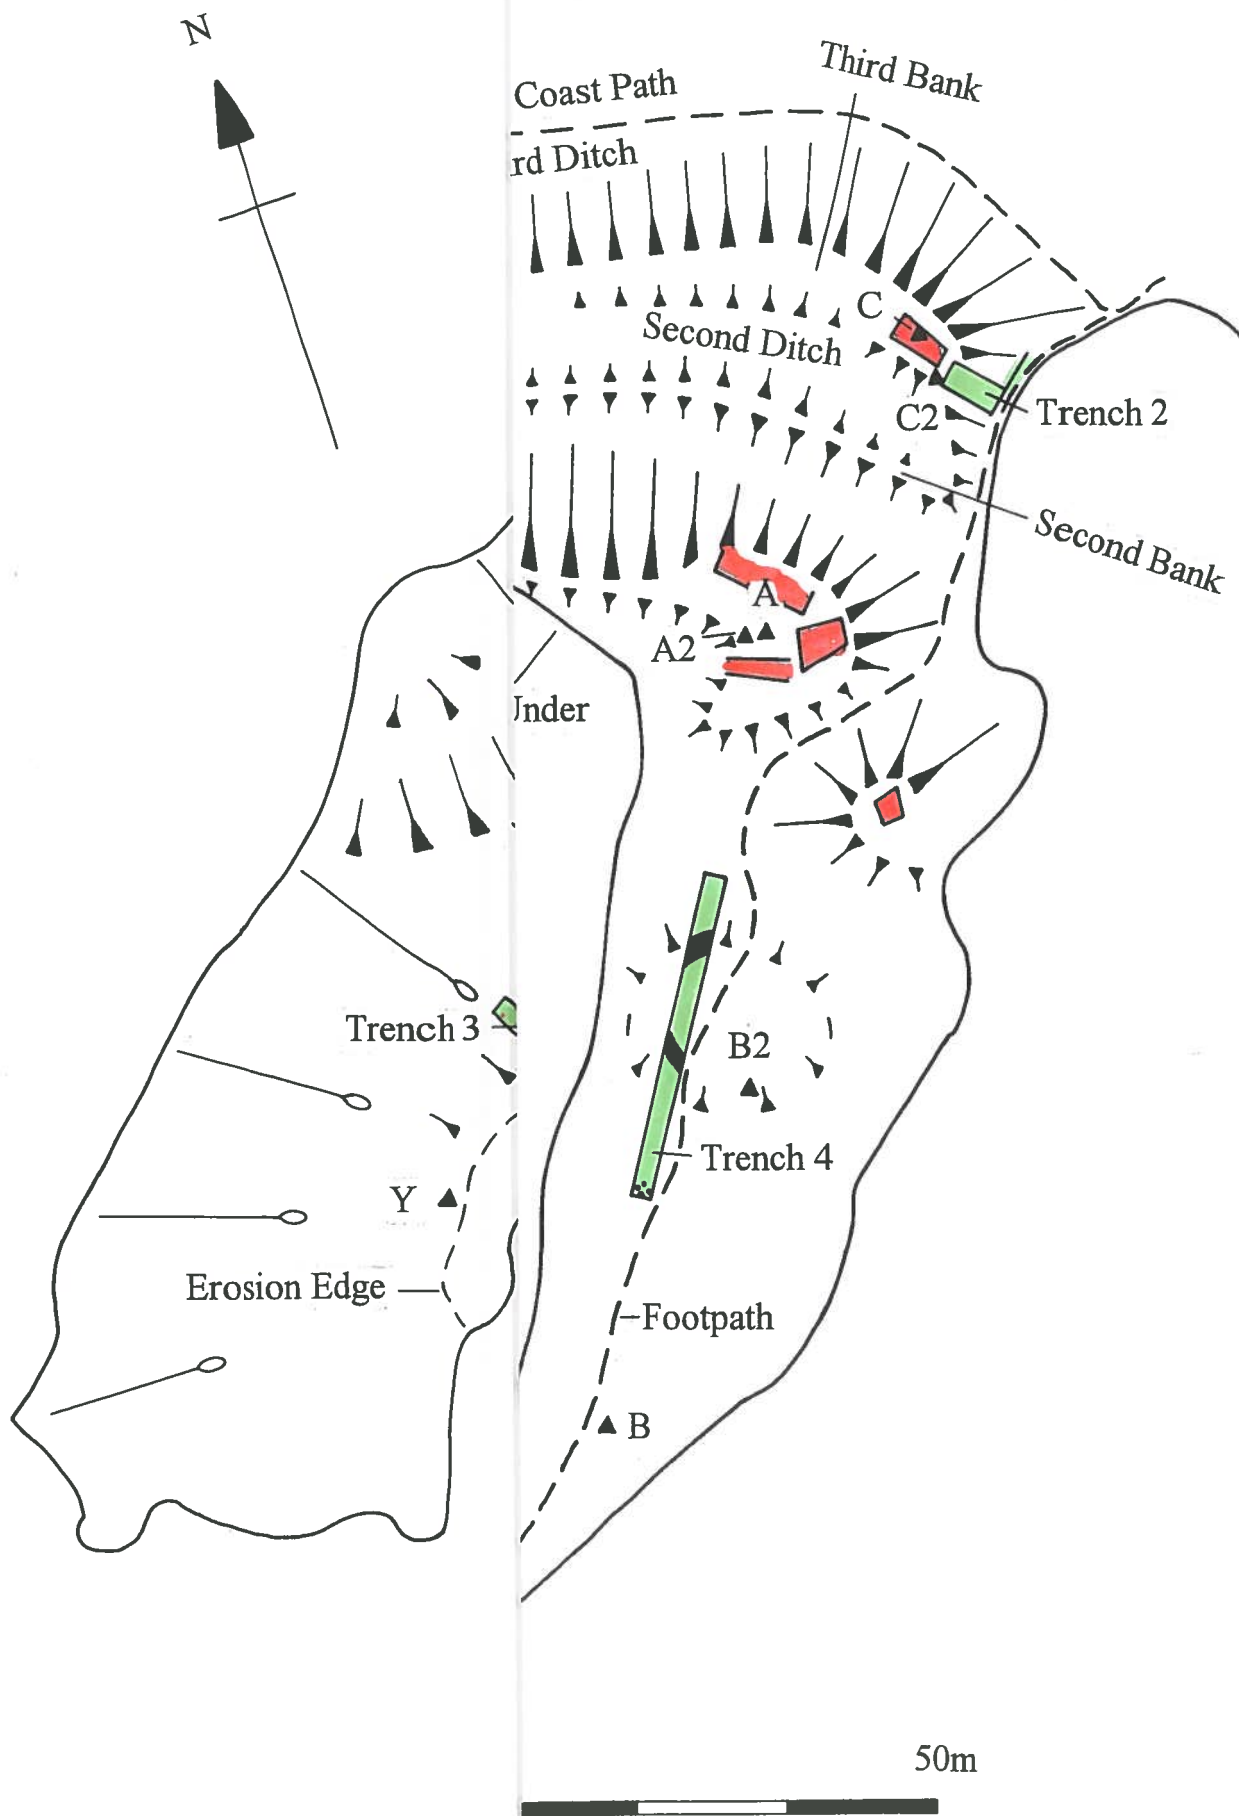 N
Third Bank
Coast Path
rd Ditch
C
Second Ditch
C2
Trench 2
Second Bank
A
A2
Under
Trench 3
B2
Trench 4
Y
Erosion Edge
Footpath
B
50m